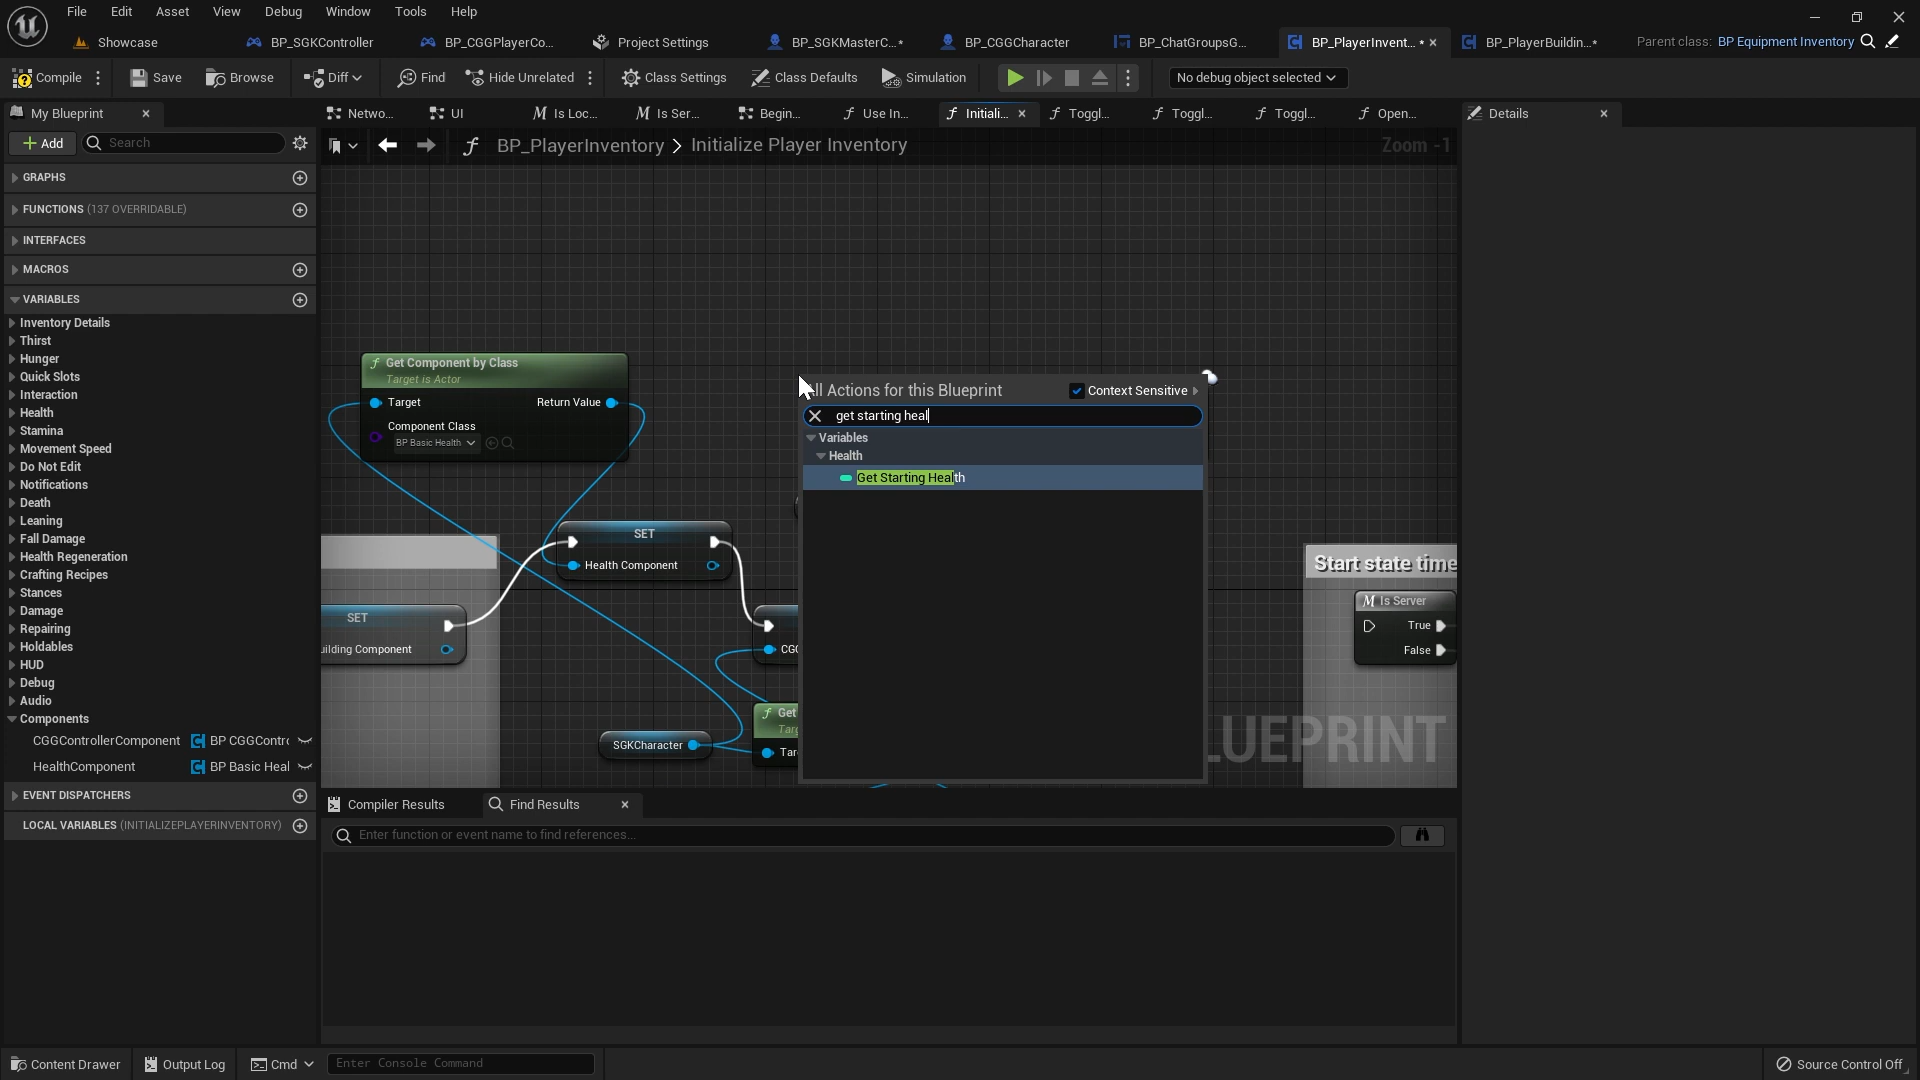 File Edit Asset View Debug Window Tools Help
Showcase BP_SGKController BP_CGGPlayerCo... Project Settings BP_SGKMasterC...* BP_CGGCharacter BP_ChatGroupsG... BP_PlayerInvent...* BP_PlayerBuildin...* Parent class: BP Equipment Inventory
Compile Save Browse Diff Find Hide Unrelated Class Settings Class Defaults Simulation No debug object selected
My Blueprint Netwo... UI Is Loc... Is Ser... Begin... Use In... Initiali... Toggl... Toggl... Toggl... Open... Details
Add Search
BP_PlayerInventory > Initialize Player Inventory Zoom -1
GRAPHS
FUNCTIONS (137 OVERRIDABLE)
INTERFACES
MACROS
VARIABLES
Inventory Details
Thirst
Hunger
Quick Slots
Interaction
Health
Stamina
Movement Speed
Do Not Edit
Notifications
Death
Leaning
Fall Damage
Health Regeneration
Crafting Recipes
Stances
Damage
Repairing
Holdables
HUD
Debug
Audio
Components
CGGControllerComponent BP CGGContr
HealthComponent BP Basic Heal
EVENT DISPATCHERS
LOCAL VARIABLES (INITIALIZEPLAYERINVENTORY)
Get Component by Class
Target is Actor
Target Return Value
Component Class
BP Basic Health
SET
Health Component
SET
uilding Component
SGKCharacter
CGG
Get
Targ
Tar
ll Actions for this Blueprint Context Sensitive
get starting heal
Variables
Health
Get Starting Health
Start state time
Is Server
True
False
LUEPRINT
Compiler Results Find Results
Enter function or event name to find references...
Content Drawer Output Log Cmd Enter Console Command Source Control Off